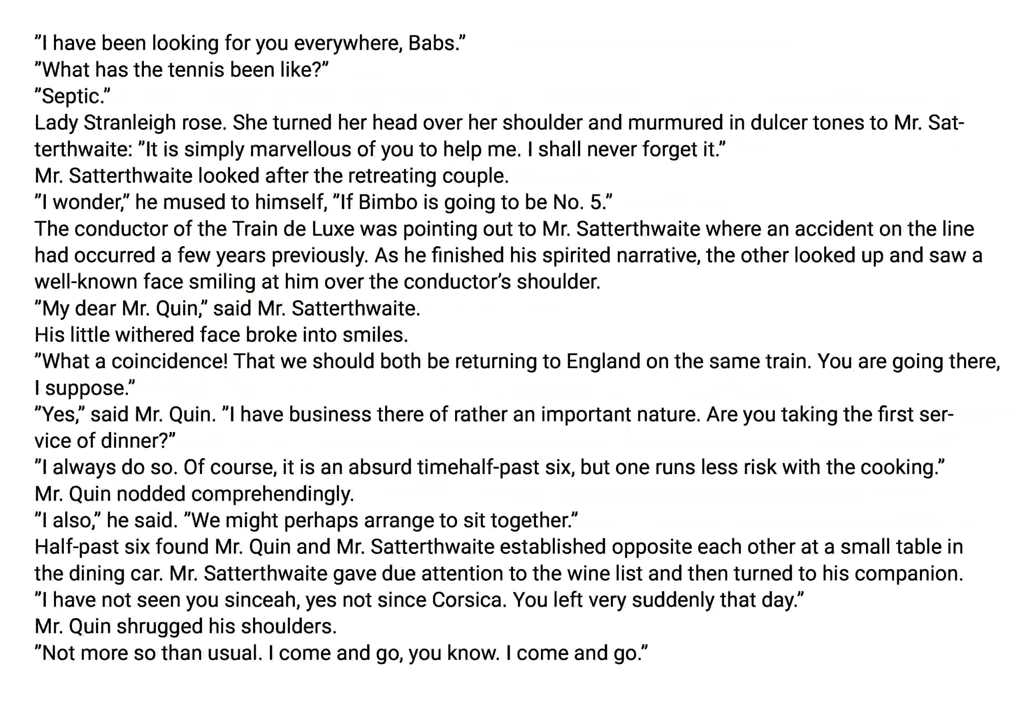 "I have been looking for you everywhere, Babs."
"What has the tennis been like?"
"Septic."
Lady Stranleigh rose. She turned her head over her shoulder and murmured in dulcer tones to Mr. Sat-
terthwaite: "It is simply marvellous of you to help me. I shall never forget it."
Mr. Satterthwaite looked after the retreating couple.
"I wonder," he mused to himself, "If Bimbo is going to be No. 5."
The conductor of the Train de Luxe was pointing out to Mr. Satterthwaite where an accident on the line
had occurred a few years previously. As he finished his spirited narrative, the other looked up and saw a
well-known face smiling at him over the conductor's shoulder.
"My dear Mr. Quin," said Mr. Satterthwaite.
His little withered face broke into smiles.
"What a coincidence! That we should both be returning to England on the same train. You are going there,
I suppose."
"Yes," said Mr. Quin. "I have business there of rather an important nature. Are you taking the first ser-
vice of dinner?"
"I always do so. Of course, it is an absurd timehalf-past six, but one runs less risk with the cooking."
Mr. Quin nodded comprehendingly.
"I also," he said. "We might perhaps arrange to sit together."
Half-past six found Mr. Quin and Mr. Satterthwaite established opposite each other at a small table in
the dining car. Mr. Satterthwaite gave due attention to the wine list and then turned to his companion.
"I have not seen you sinceah, yes not since Corsica. You left very suddenly that day."
Mr. Quin shrugged his shoulders.
"Not more so than usual. I come and go, you know. I come and go."